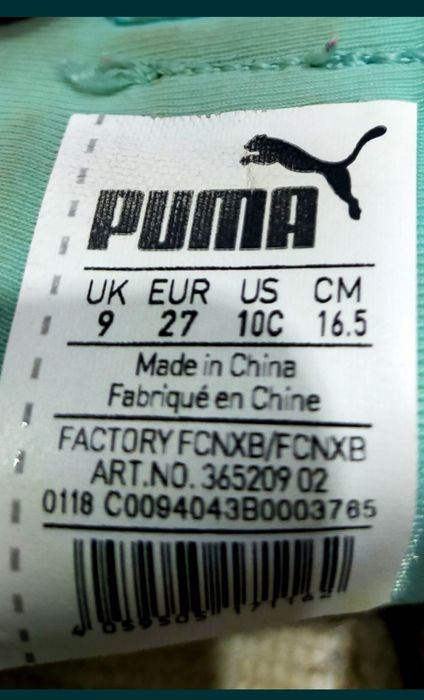 PUMA
UK EUR US CM
9 27 10C 16.5
Made in China
Fabriqué en Chine
FACTORY FCNXB/FCNXB
ART.NO. 365209 02
0118 C0094043B0003765